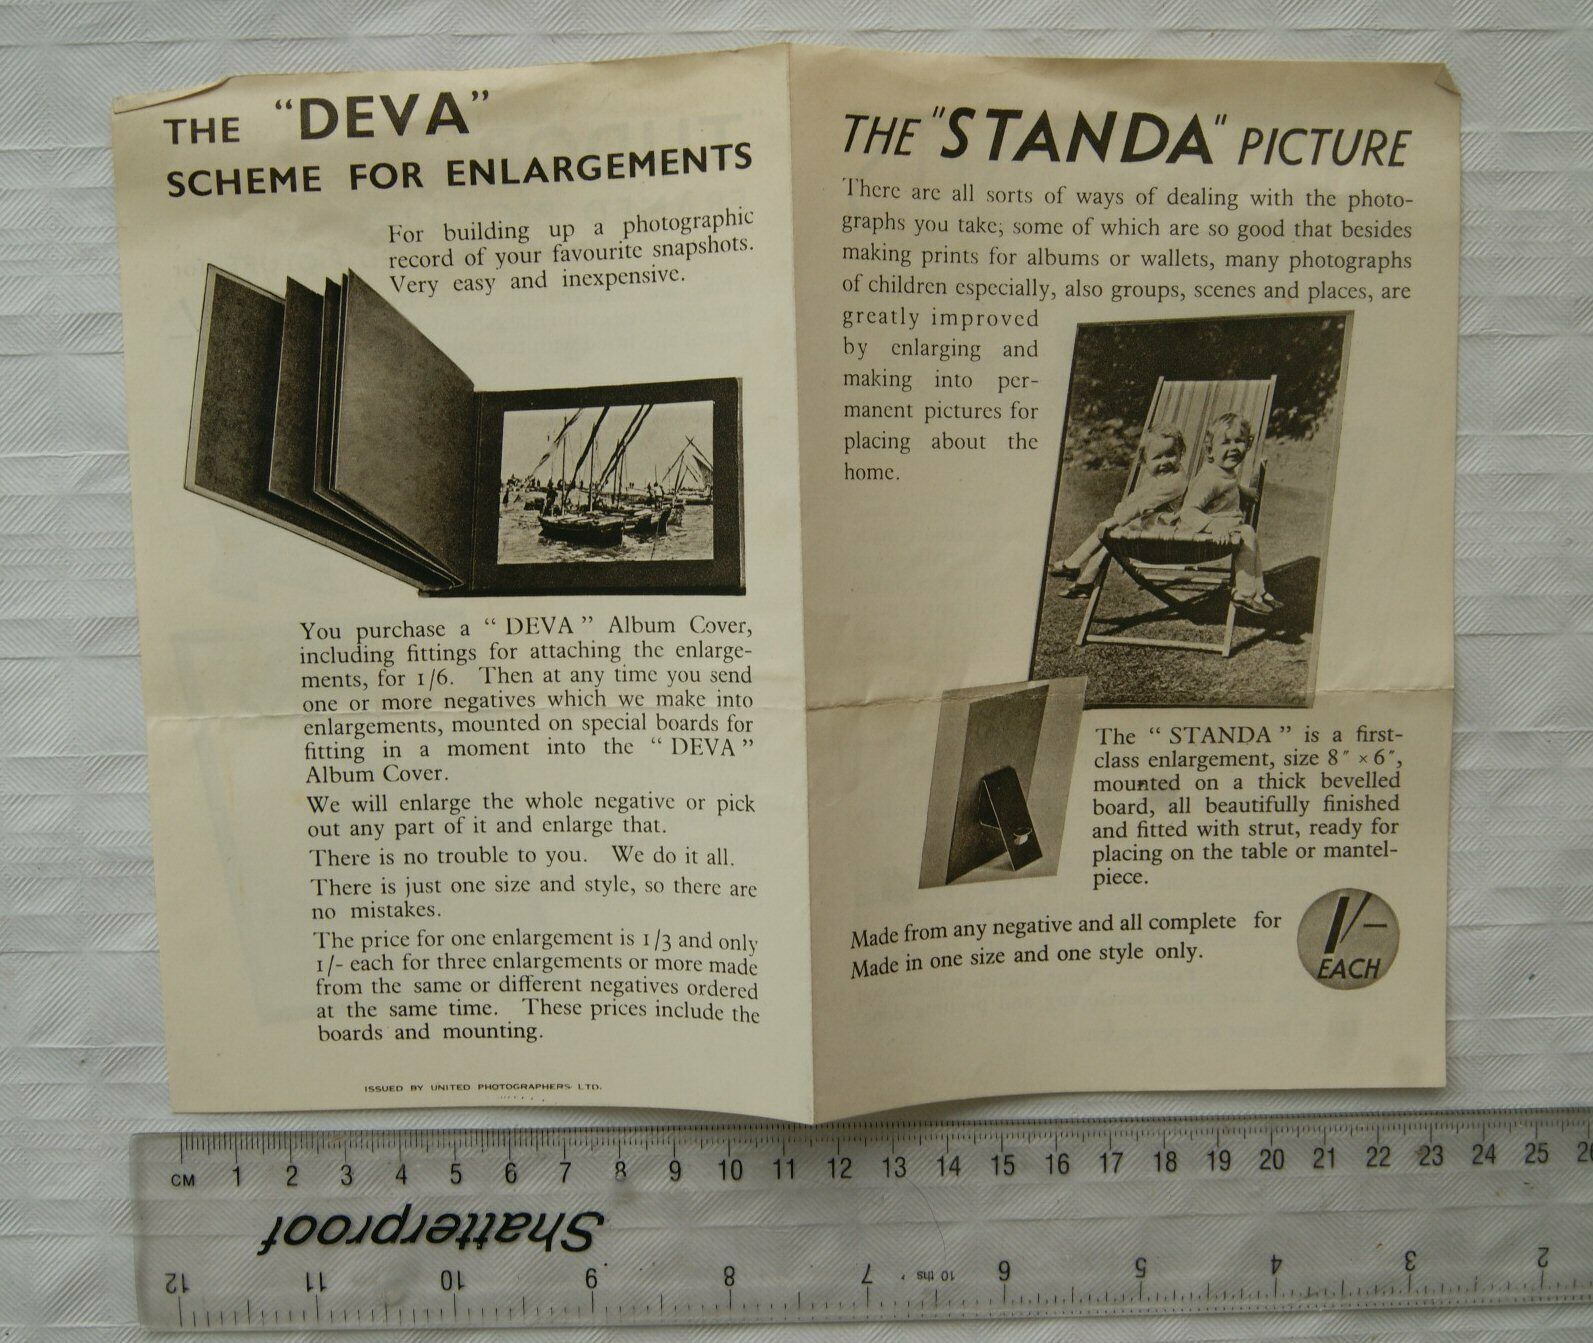 THE "DEVA"
SCHEME FOR ENLARGEMENTS
For building up a photographic
record of your favourite snapshots.
Very easy and inexpensive.
You purchase a " DEVA " Album Cover,
including fittings for attaching the enlarge-
ments, for 1/6. Then at any time you send
one or more negatives which we make into
enlargements, mounted on special boards for
fitting in a moment into the " DEVA "
Album Cover.
We will enlarge the whole negative or pick
out any part of it and enlarge that.
There is no trouble to you. We do it all.
There is just one size and style, so there are
no mistakes.
The price for one enlargement is 1/3 and only
1/- each for three enlargements or more made
from the same or different negatives ordered
at the same time. These prices include the
boards and mounting.
ISSUED BY UNITED PHOTOGRAPHERS LTD.
THE "STANDA" PICTURE
There are all sorts of ways of dealing with the photo-
graphs you take; some of which are so good that besides
making prints for albums or wallets, many photographs
of children especially, also groups, scenes and places, are
greatly improved
by enlarging and
making into per-
manent pictures for
placing about the
home.
The " STANDA " is a first-
class enlargement, size 8″ × 6″,
mounted on a thick bevelled
board, all beautifully finished
and fitted with strut, ready for
placing on the table or mantel-
piece.
Made from any negative and all complete for
Made in one size and one style only.
1/-
EACH
CM 1 2 3 4 5 6 7 8 9 10 11 12 13 14 15 16 17 18 19 20 21 22 23 24 25 26
Shatterproof
12 11 10 9 8 7 10 ths 6 5 4 3 2